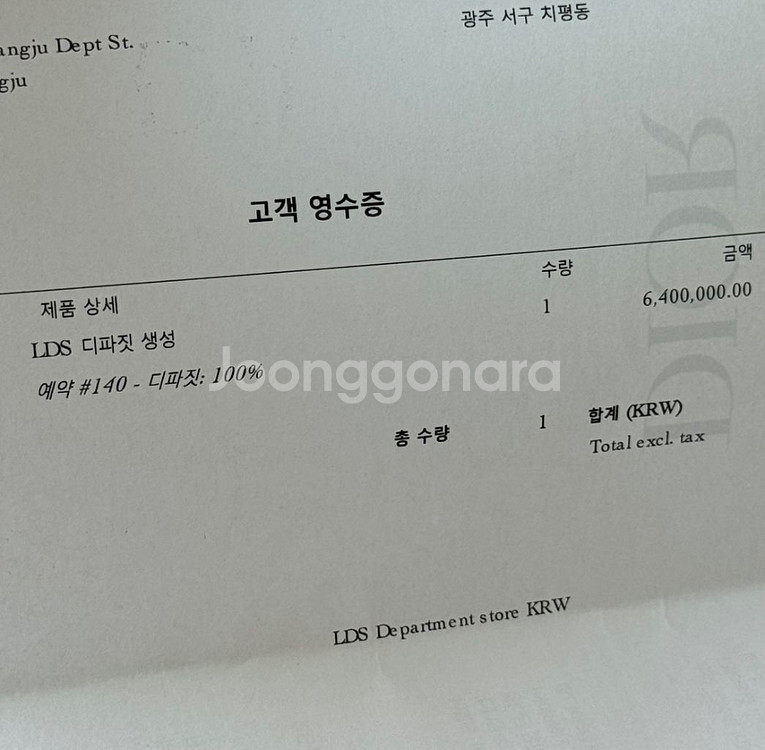 광주 서구 치평동
angju Dept St.
gju
DIOR
고객 영수증
제품 상세 수량 금액
LDS 디파짓 생성 1 6,400,000.00
예약 #140 - 디파짓: 100%
Joonggonara
총 수량 1 합계 (KRW)
Total excl. tax
LDS Department store KRW